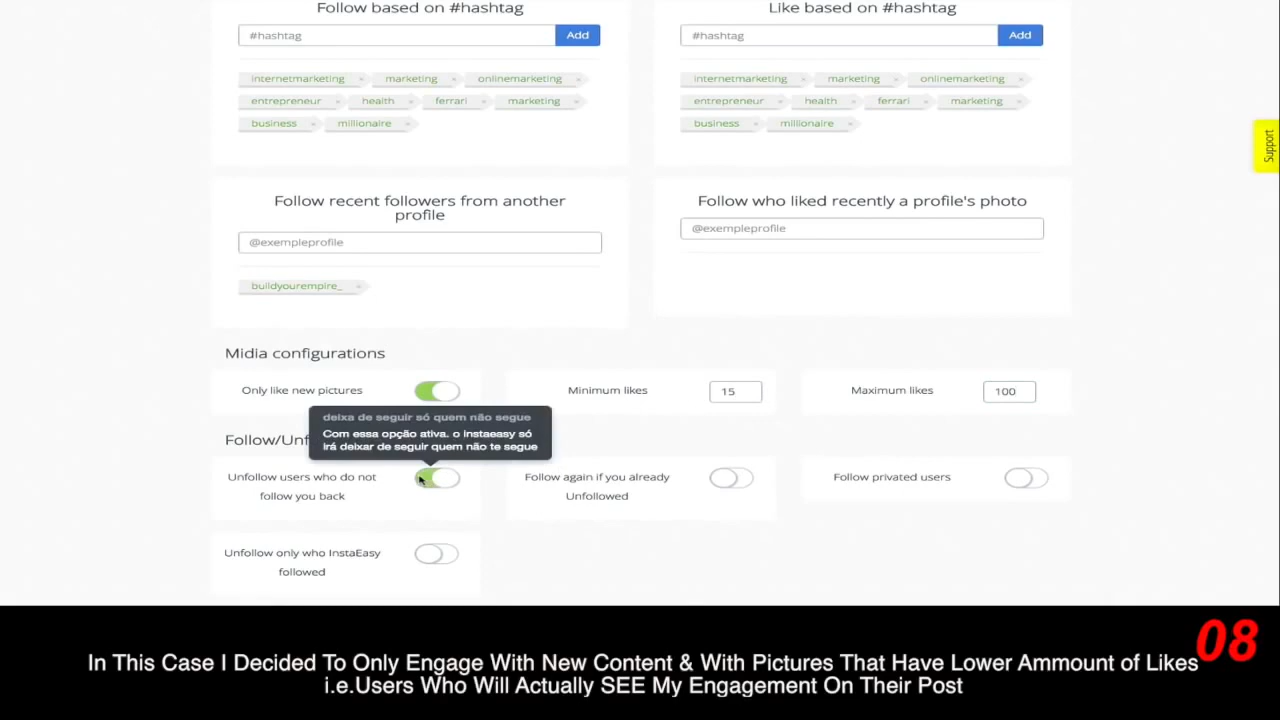 Follow based on #hashtag
#hashtag Add
internetmarketing marketing onlinemarketing
entrepreneur health ferrari marketing
business millionaire
Like based on #hashtag
#hashtag Add
internetmarketing marketing onlinemarketing
entrepreneur health ferrari marketing
business millionaire
Support
Follow recent followers from another
profile
@exempleprofile
buildyourempire_
Follow who liked recently a profile's photo
@exempleprofile
Midia configurations
Only like new pictures
Minimum likes 15
Maximum likes 100
deixa de seguir só quem não segue
Com essa opção ativa. o instaeasy só
irá deixar de seguir quem não te segue
Follow/Unf
Unfollow users who do not
follow you back
Follow again if you already
Unfollowed
Follow privated users
Unfollow only who InstaEasy
followed
08
In This Case I Decided To Only Engage With New Content & With Pictures That Have Lower Ammount of Likes
i.e.Users Who Will Actually SEE My Engagement On Their Post